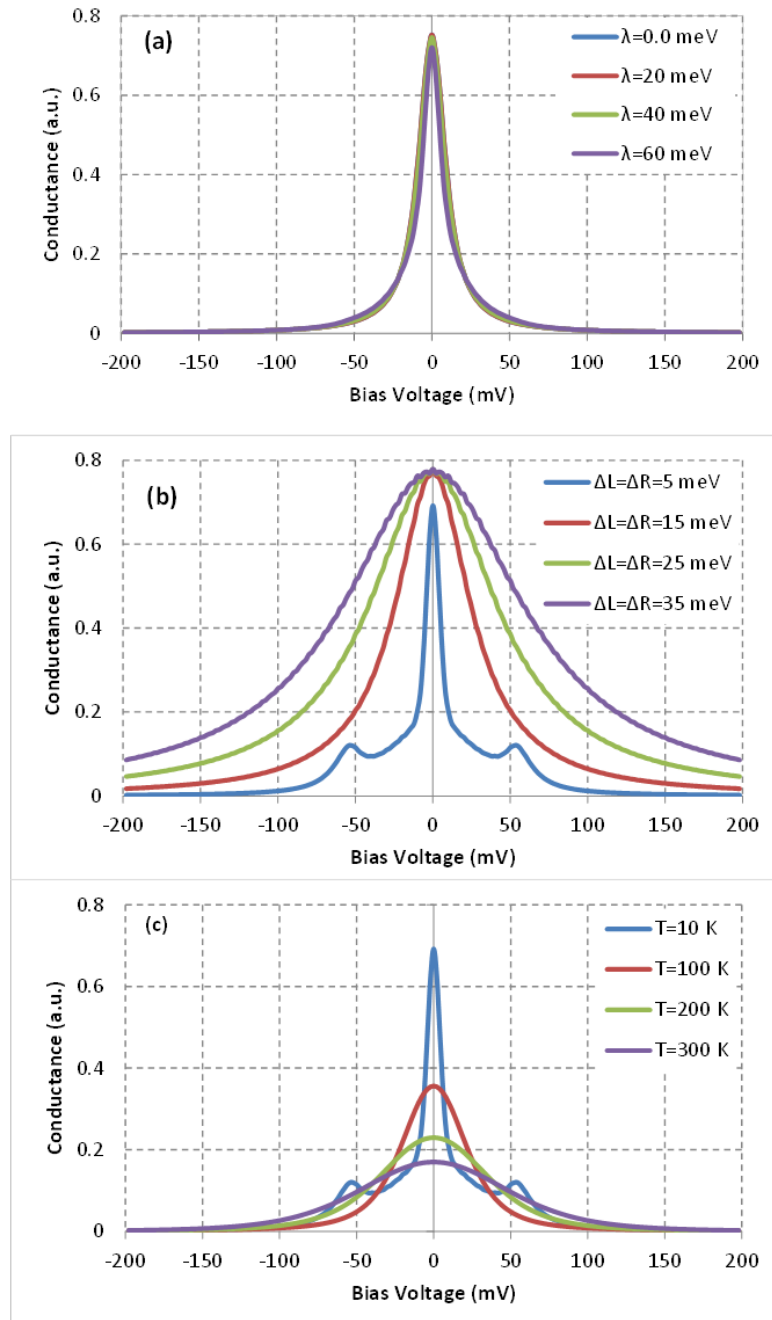 (a)
λ=0.0 meV
λ=20 meV
λ=40 meV
λ=60 meV
Conductance (a.u.)
0.8
0.6
0.4
0.2
0
-200 -150 -100 -50 0 50 100 150 200
Bias Voltage (mV)
(b)
ΔL=ΔR=5 meV
ΔL=ΔR=15 meV
ΔL=ΔR=25 meV
ΔL=ΔR=35 meV
Conductance (a.u.)
0.8
0.6
0.4
0.2
0
-200 -150 -100 -50 0 50 100 150 200
Bias Voltage (mV)
(c)
T=10 K
T=100 K
T=200 K
T=300 K
Conductance (a.u.)
0.8
0.6
0.4
0.2
0
-200 -150 -100 -50 0 50 100 150 200
Bias Voltage (mV)